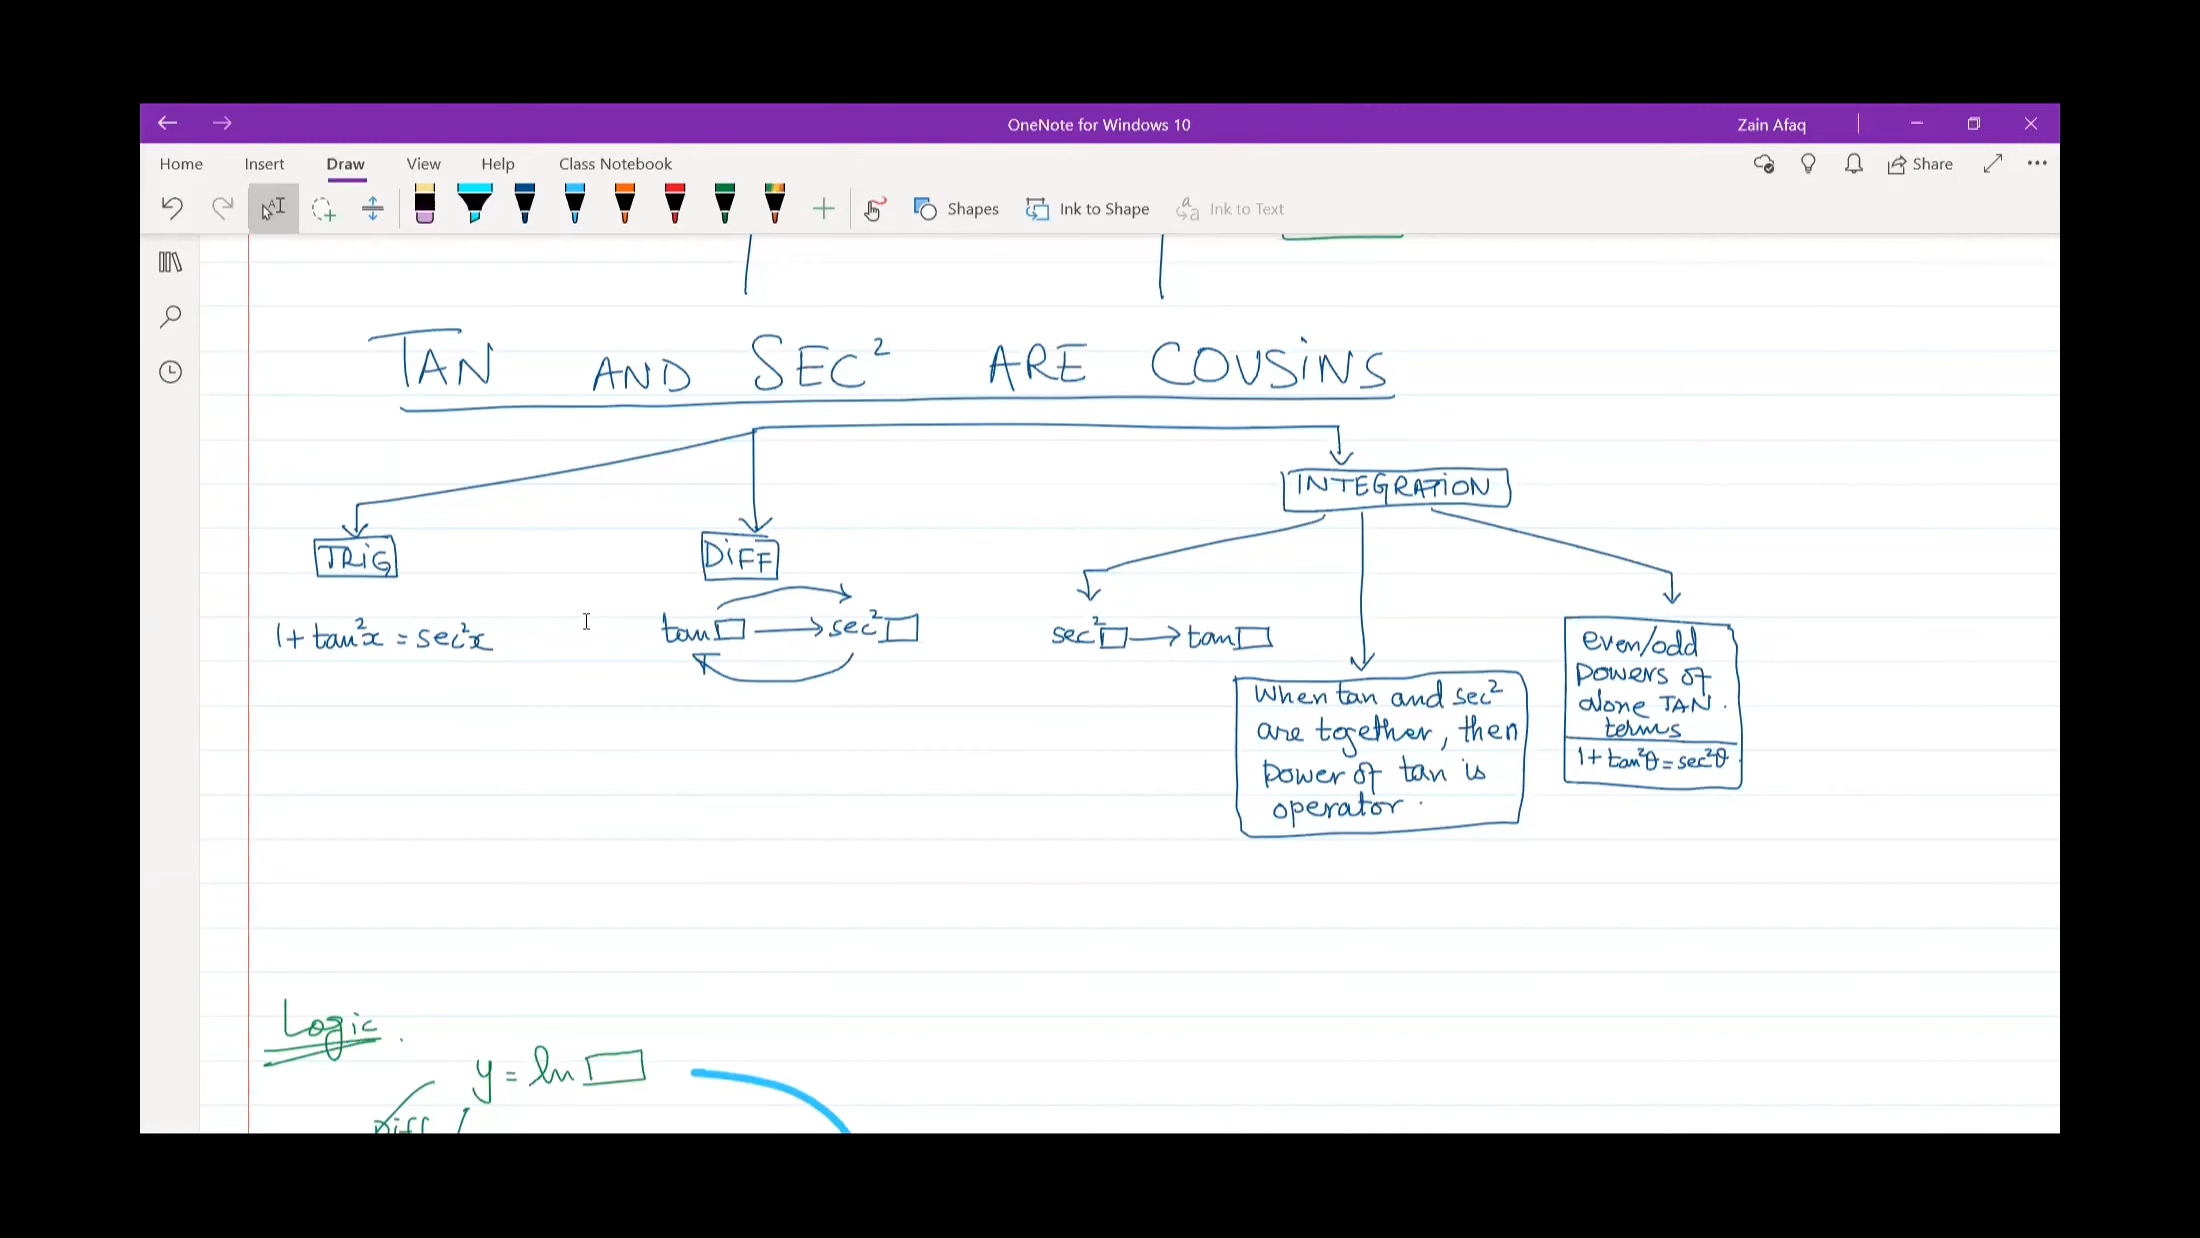 OneNote for Windows 10
Zain Afaq
Home Insert Draw View Help Class Notebook
Share
Shapes Ink to Shape Ink to Text
TAN AND SEC² ARE COUSINS
INTEGRATION
TRIG
DIFF
1 + tan²x = sec²x
tan□ → sec²□
sec²□ → tan□
When tan and sec²
are together, then
power of tan is
operator.
even/odd
powers of
alone TAN.
terms
1 + tan²θ = sec²θ
Logic.
y = ln □
Diff